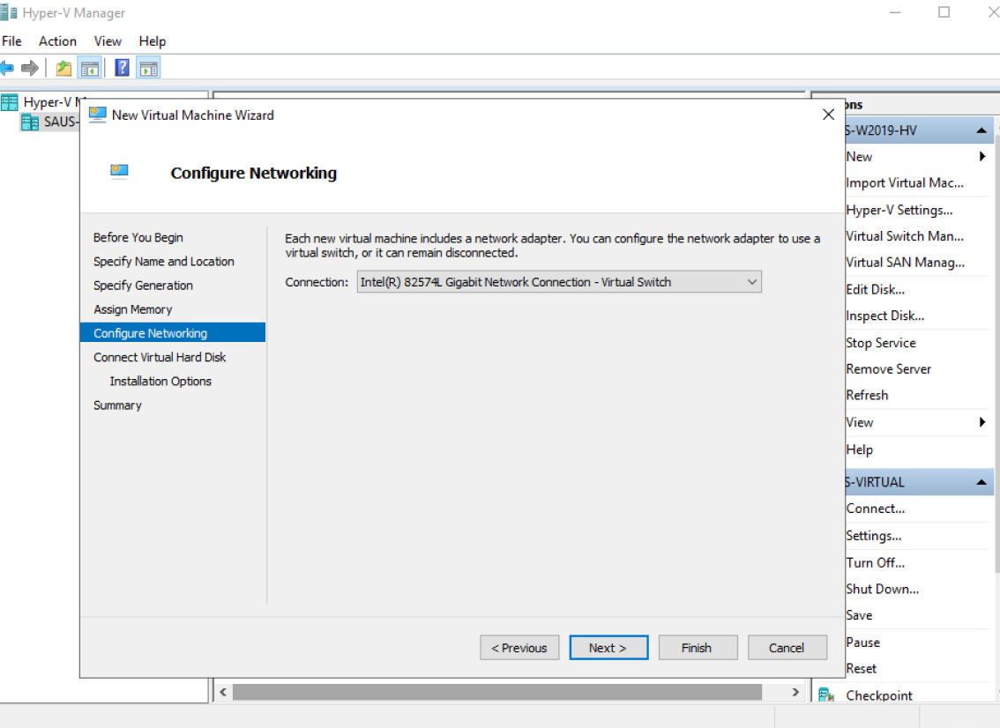 Hyper-V Manager
File Action View Help
Hyper-V M
SAUS-
New Virtual Machine Wizard
Configure Networking
Before You Begin
Specify Name and Location
Specify Generation
Assign Memory
Configure Networking
Connect Virtual Hard Disk
Installation Options
Summary
Each new virtual machine includes a network adapter. You can configure the network adapter to use a
virtual switch, or it can remain disconnected.
Connection: Intel(R) 82574L Gigabit Network Connection - Virtual Switch
< Previous Next > Finish Cancel
ons
S-W2019-HV
New
Import Virtual Mac...
Hyper-V Settings...
Virtual Switch Man...
Virtual SAN Manag...
Edit Disk...
Inspect Disk...
Stop Service
Remove Server
Refresh
View
Help
S-VIRTUAL
Connect...
Settings...
Turn Off...
Shut Down...
Save
Pause
Reset
Checkpoint